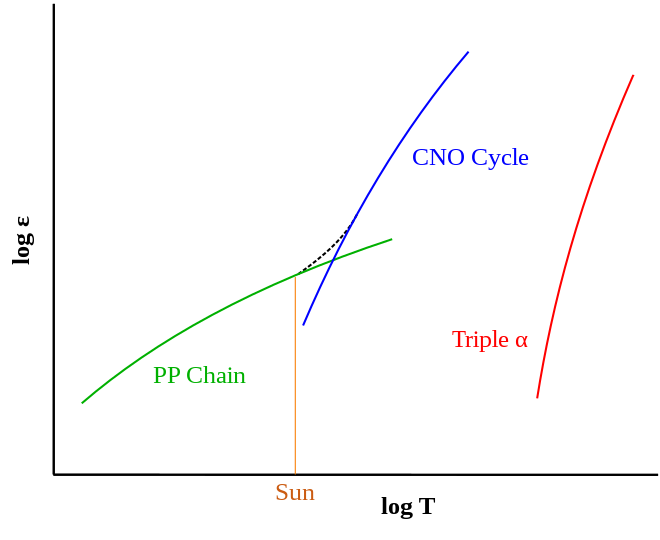 CNO Cycle
log ε
Triple α
PP Chain
Sun
log T